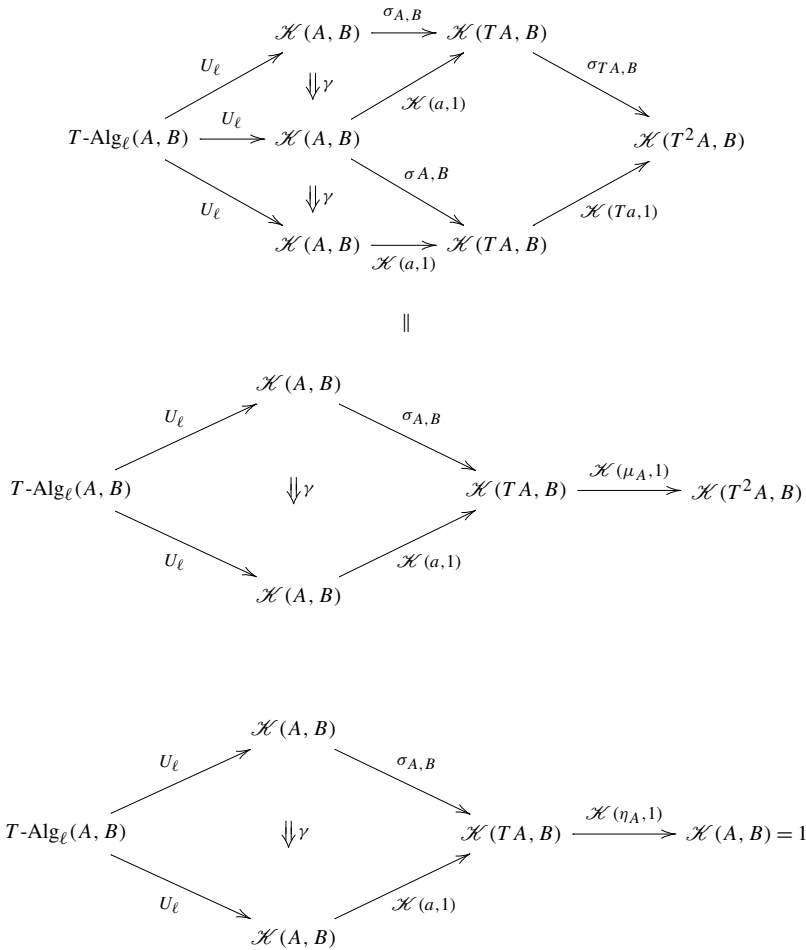 𝒦(A, B) σ_{A,B} 𝒦(TA, B)
U_ℓ σ_{TA,B}
⇓γ 𝒦(a,1)
T-Alg_ℓ(A, B) U_ℓ 𝒦(A, B) 𝒦(T²A, B)
σA,B
U_ℓ ⇓γ 𝒦(Ta,1)
𝒦(A, B) 𝒦(a,1) 𝒦(TA, B)
||
𝒦(A, B)
U_ℓ σ_{A,B}
T-Alg_ℓ(A, B) ⇓γ 𝒦(TA, B) 𝒦(μ_A,1) 𝒦(T²A, B)
U_ℓ 𝒦(a,1)
𝒦(A, B)
𝒦(A, B)
U_ℓ σ_{A,B}
T-Alg_ℓ(A, B) ⇓γ 𝒦(TA, B) 𝒦(η_A,1) 𝒦(A, B) = 1
U_ℓ 𝒦(a,1)
𝒦(A, B)